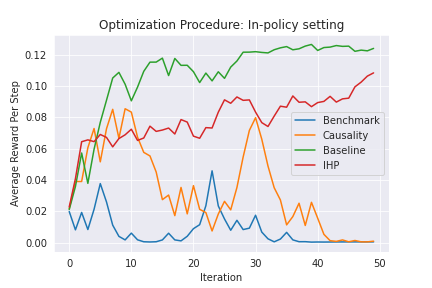 Optimization Procedure: In-policy setting
Average Reward Per Step
0.12
0.10
0.08
0.06
0.04
0.02
0.00
Benchmark
Causality
Baseline
IHP
0 10 20 30 40 50
Iteration